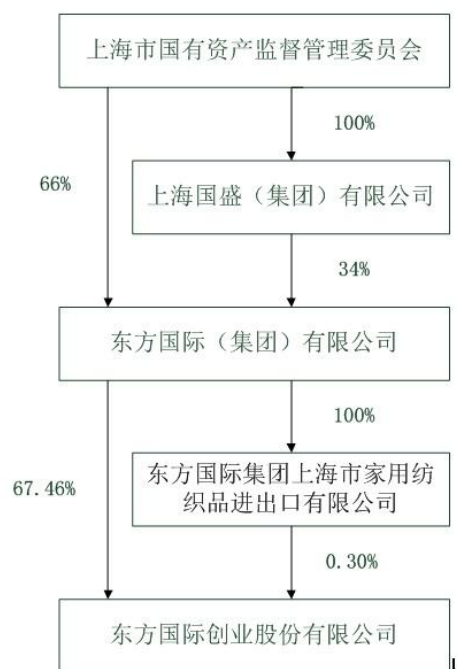 上海市国有资产监督管理委员会
100%
66%
上海国盛（集团）有限公司
34%
东方国际（集团）有限公司
100%
67.46%
东方国际集团上海市家用纺
织品进出口有限公司
0.30%
东方国际创业股份有限公司